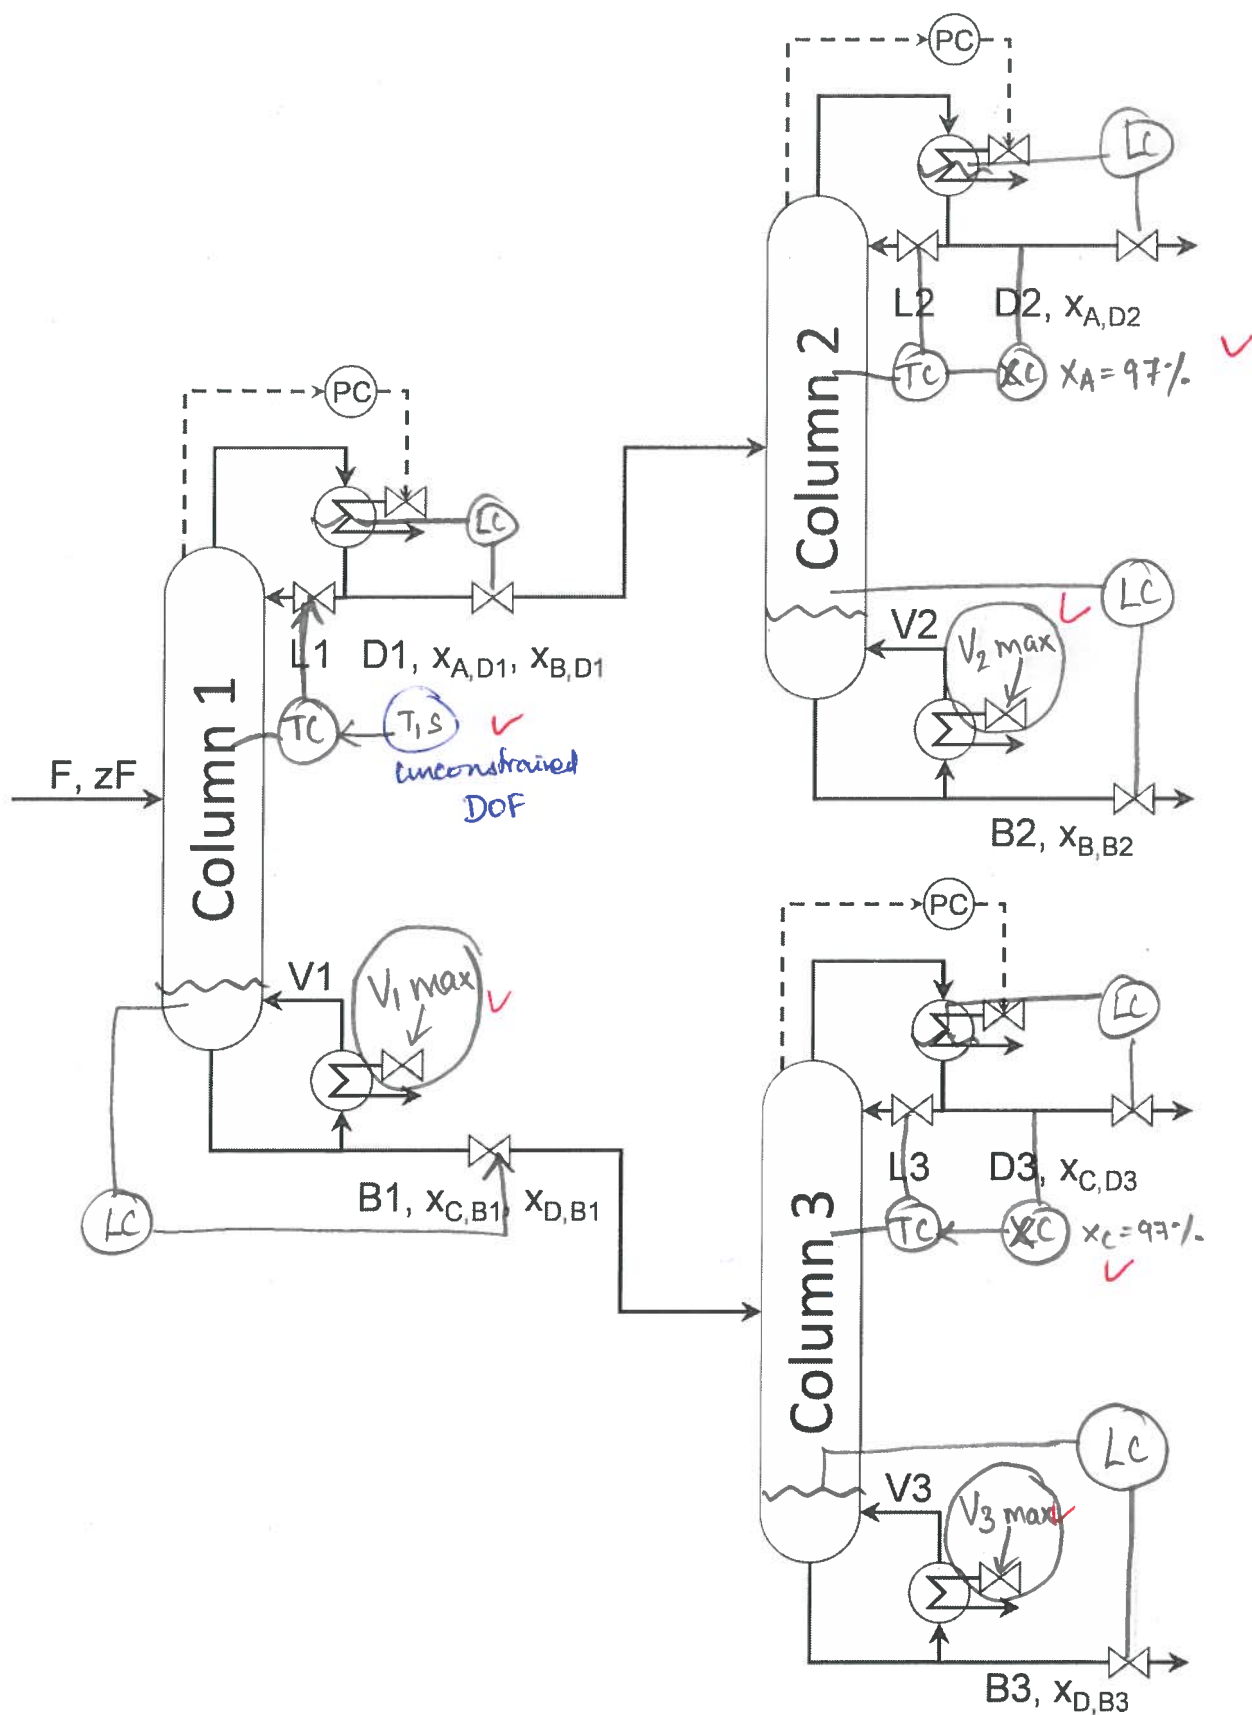 PC
LC
L2
D2, xA,D2
TC
XC
xA = 97%
Column 2
PC
LC
L1
D1, xA,D1, xB,D1
TC
T1s
unconstrained
DOF
F, zF
Column 1
LC
V2
V2 max
B2, xB,B2
V1
V1 max
B1, xC,B1, xD,B1
LC
PC
LC
L3
D3, xC,D3
TC
XC
xC = 97%
Column 3
LC
V3
V3 max
B3, xD,B3